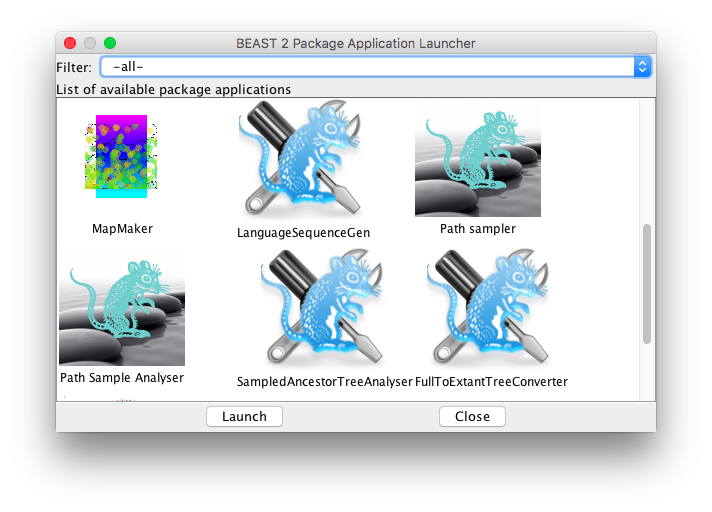 BEAST 2 Package Application Launcher
Filter: -all-
List of available package applications
MapMaker
LanguageSequenceGen
Path sampler
Path Sample Analyser
SampledAncestorTreeAnalyser
FullToExtantTreeConverter
Launch
Close